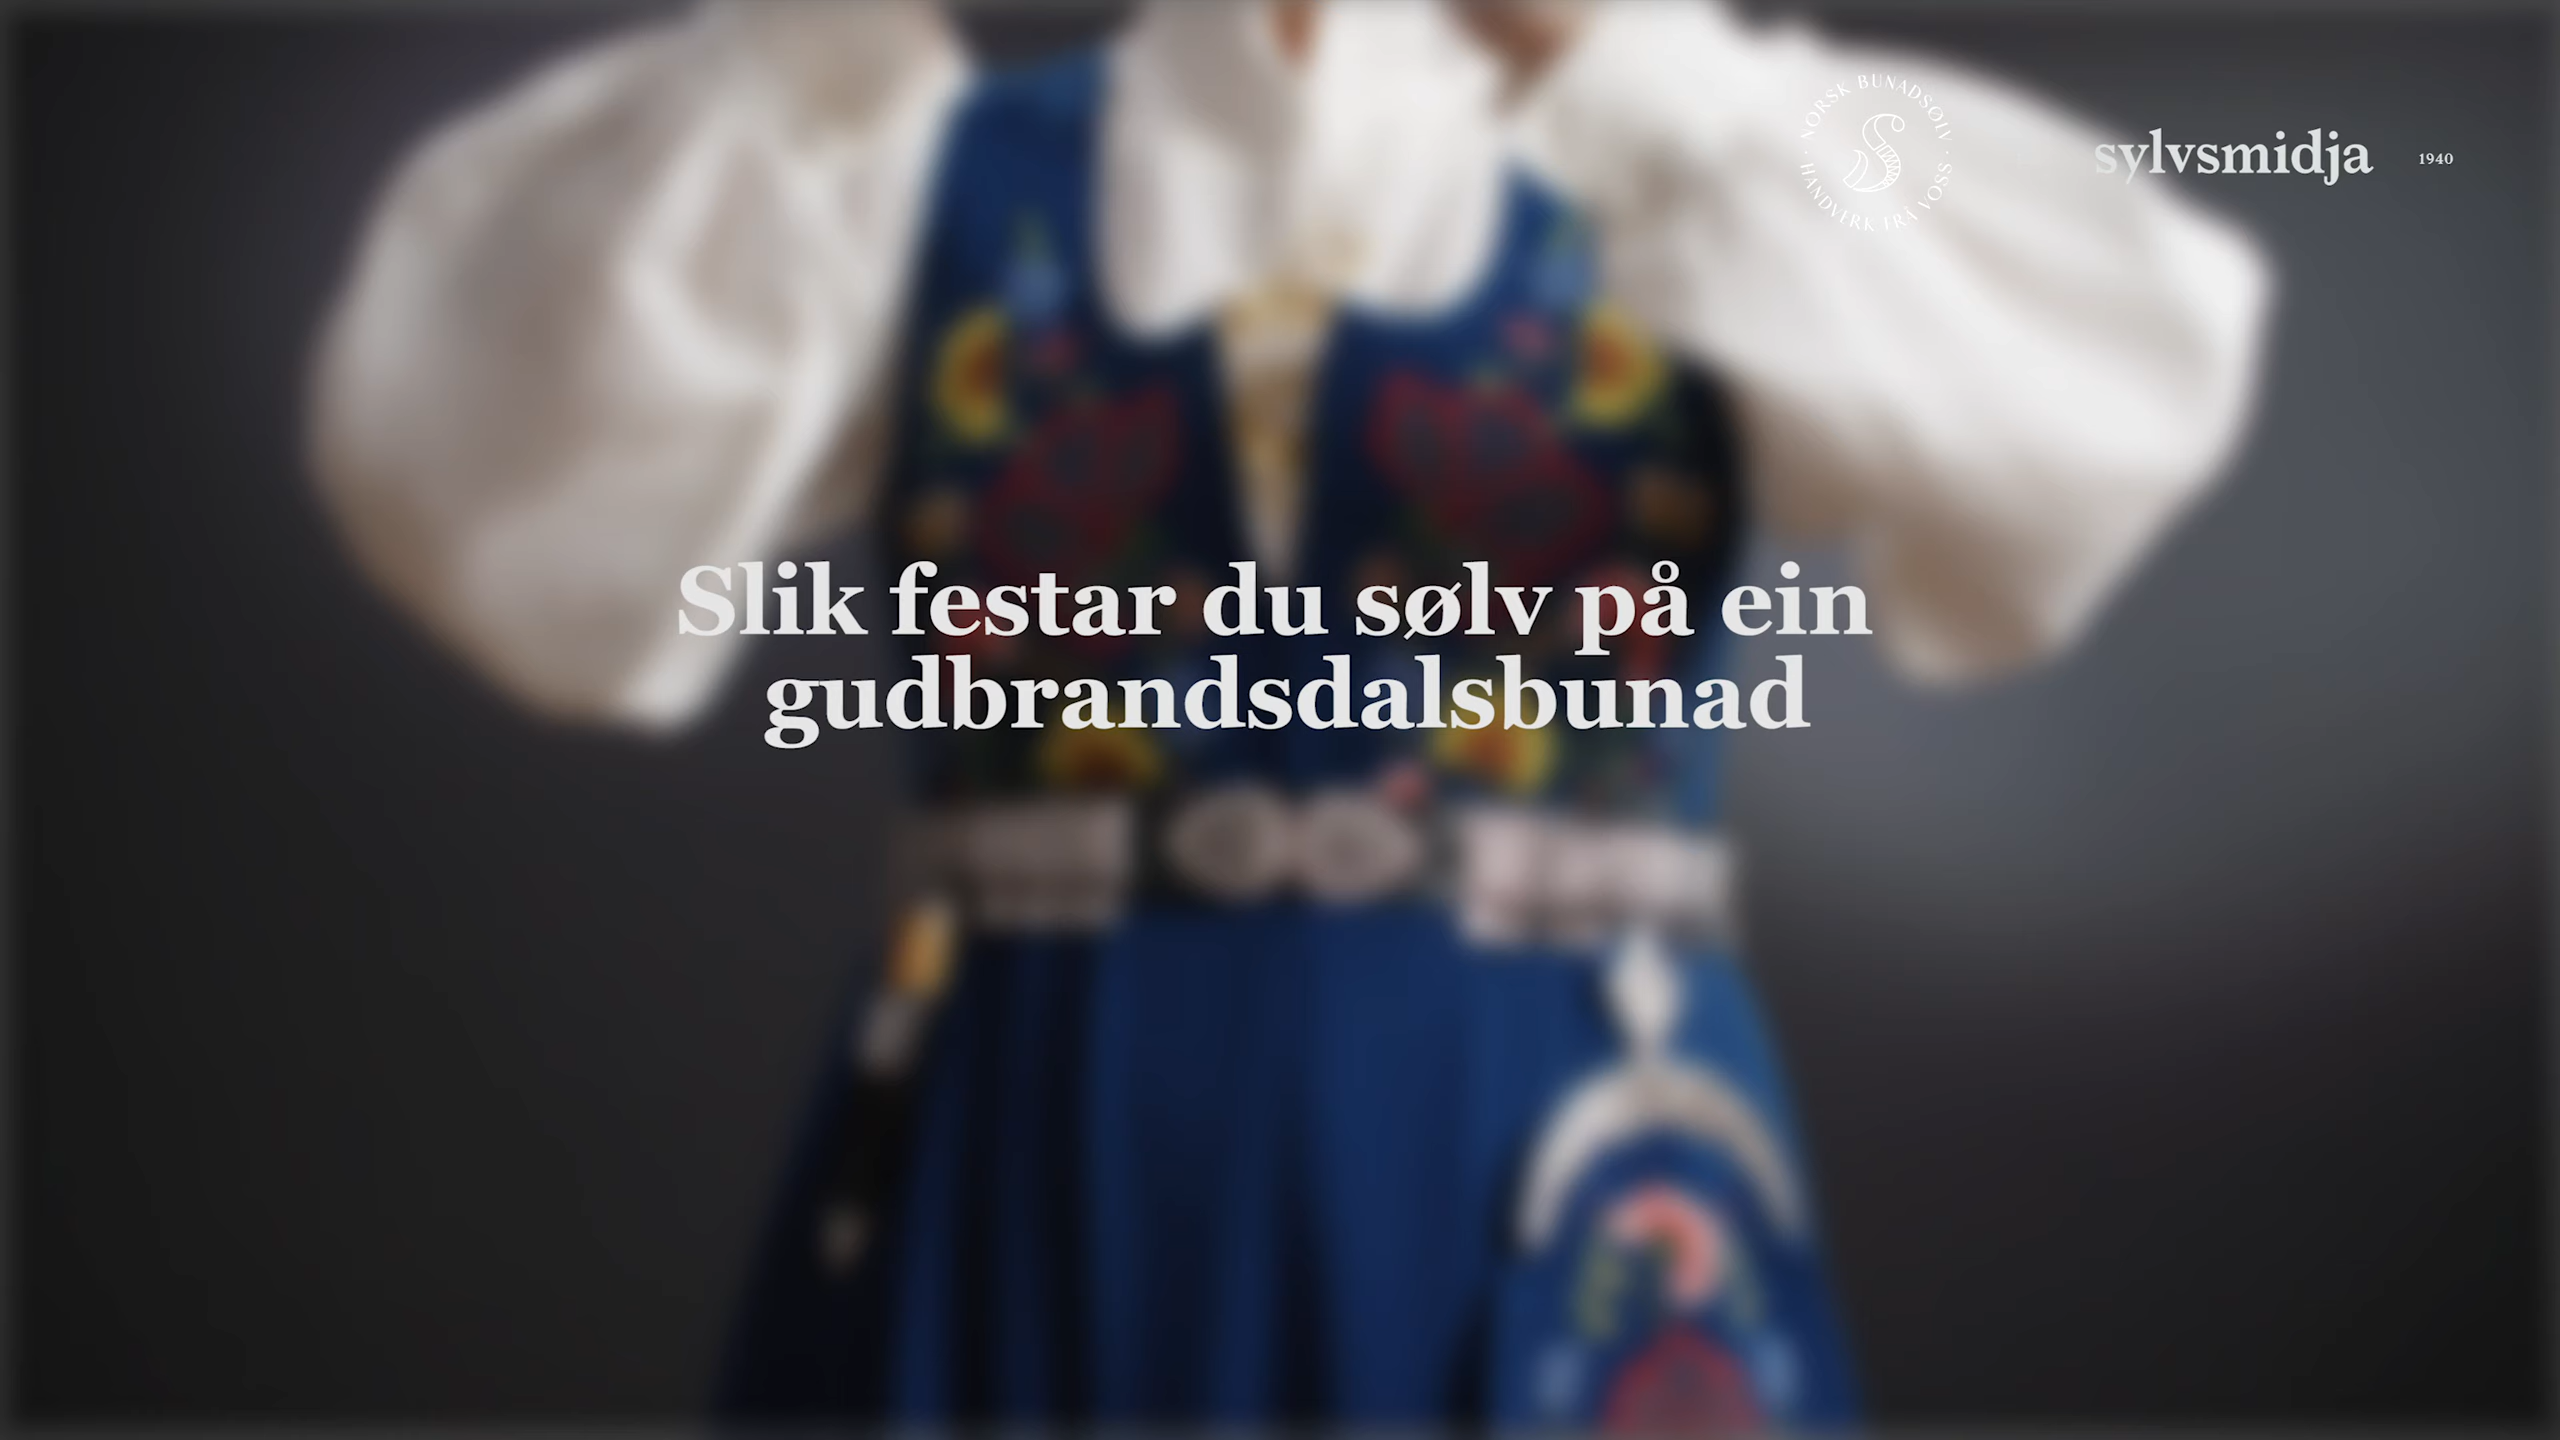 NORSK BUNADSØLV · HANDVERK FRÅ VOSS ·
sylvsmidja 1940
Slik festar du sølv på ein
gudbrandsdalsbunad